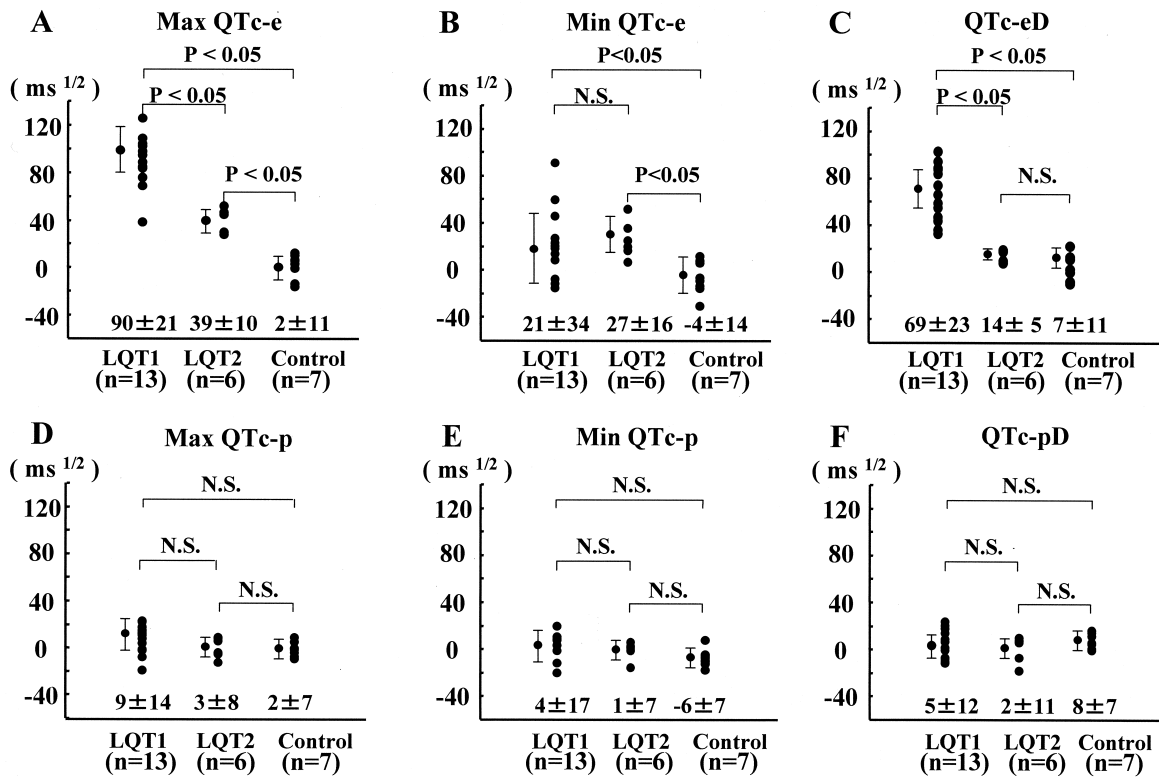 A Max QTc-e
P < 0.05
( ms 1/2 )
P < 0.05
P < 0.05
120
80
40
0
-40
90±21 39±10 2±11
LQT1 LQT2 Control
(n=13) (n=6) (n=7)
B Min QTc-e
P<0.05
( ms 1/2 )
N.S.
P<0.05
120
80
40
0
-40
21±34 27±16 -4±14
LQT1 LQT2 Control
(n=13) (n=6) (n=7)
C QTc-eD
P < 0.05
( ms 1/2 )
P < 0.05
N.S.
120
80
40
0
-40
69±23 14± 5 7±11
LQT1 LQT2 Control
(n=13) (n=6) (n=7)
D Max QTc-p
( ms 1/2 )
N.S.
N.S.
N.S.
120
80
40
0
-40
9±14 3±8 2±7
LQT1 LQT2 Control
(n=13) (n=6) (n=7)
E Min QTc-p
( ms 1/2 )
N.S.
N.S.
N.S.
120
80
40
0
-40
4±17 1±7 -6±7
LQT1 LQT2 Control
(n=13) (n=6) (n=7)
F QTc-pD
( ms 1/2 )
N.S.
N.S.
N.S.
120
80
40
0
-40
5±12 2±11 8±7
LQT1 LQT2 Control
(n=13) (n=6) (n=7)